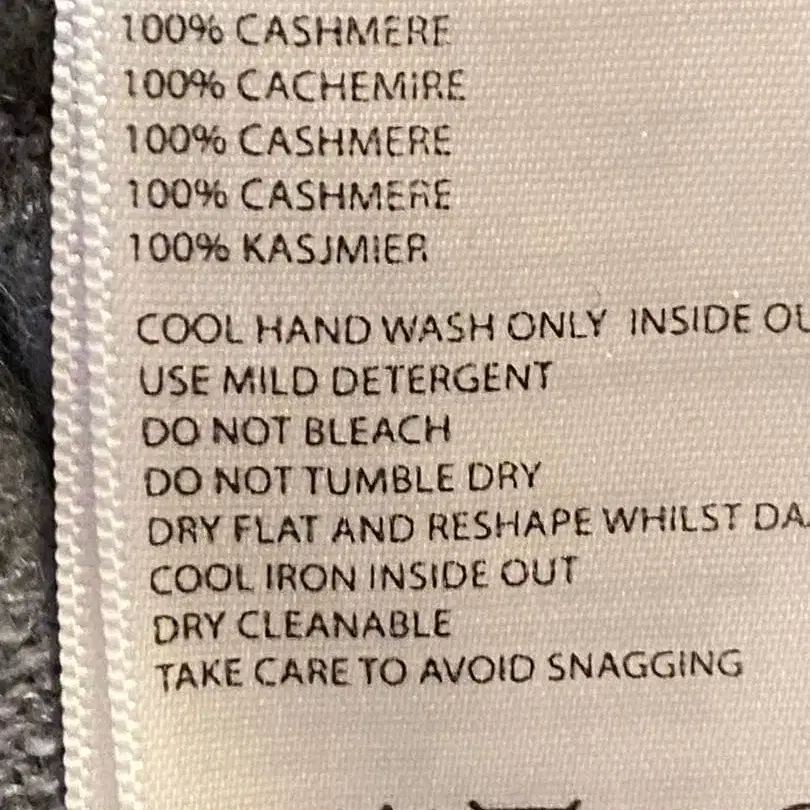 100% CASHMERE
100% CACHEMIRE
100% CASHMERE
100% CASHMERE
100% KASJMIER
COOL HAND WASH ONLY INSIDE OU
USE MILD DETERGENT
DO NOT BLEACH
DO NOT TUMBLE DRY
DRY FLAT AND RESHAPE WHILST DA
COOL IRON INSIDE OUT
DRY CLEANABLE
TAKE CARE TO AVOID SNAGGING